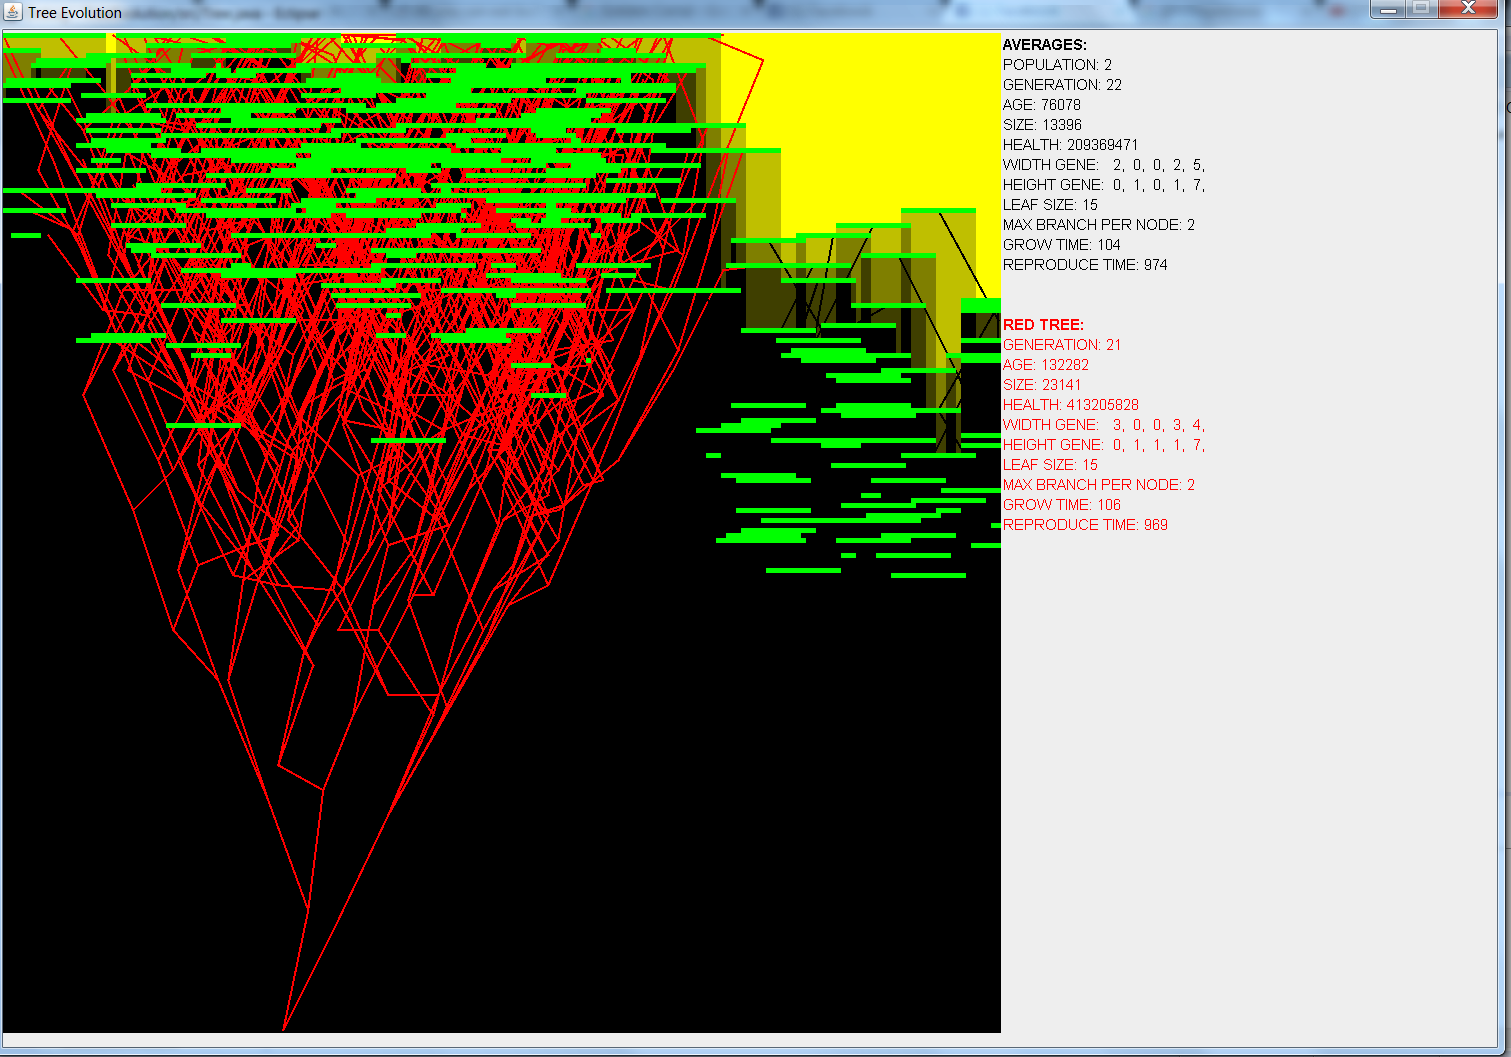 Tree Evolution
AVERAGES:
POPULATION: 2
GENERATION: 22
AGE: 76078
SIZE: 13396
HEALTH: 209369471
WIDTH GENE: 2, 0, 0, 2, 5,
HEIGHT GENE: 0, 1, 0, 1, 7,
LEAF SIZE: 15
MAX BRANCH PER NODE: 2
GROW TIME: 104
REPRODUCE TIME: 974
RED TREE:
GENERATION: 21
AGE: 132282
SIZE: 23141
HEALTH: 413205828
WIDTH GENE: 3, 0, 0, 3, 4,
HEIGHT GENE: 0, 1, 1, 1, 7,
LEAF SIZE: 15
MAX BRANCH PER NODE: 2
GROW TIME: 106
REPRODUCE TIME: 969